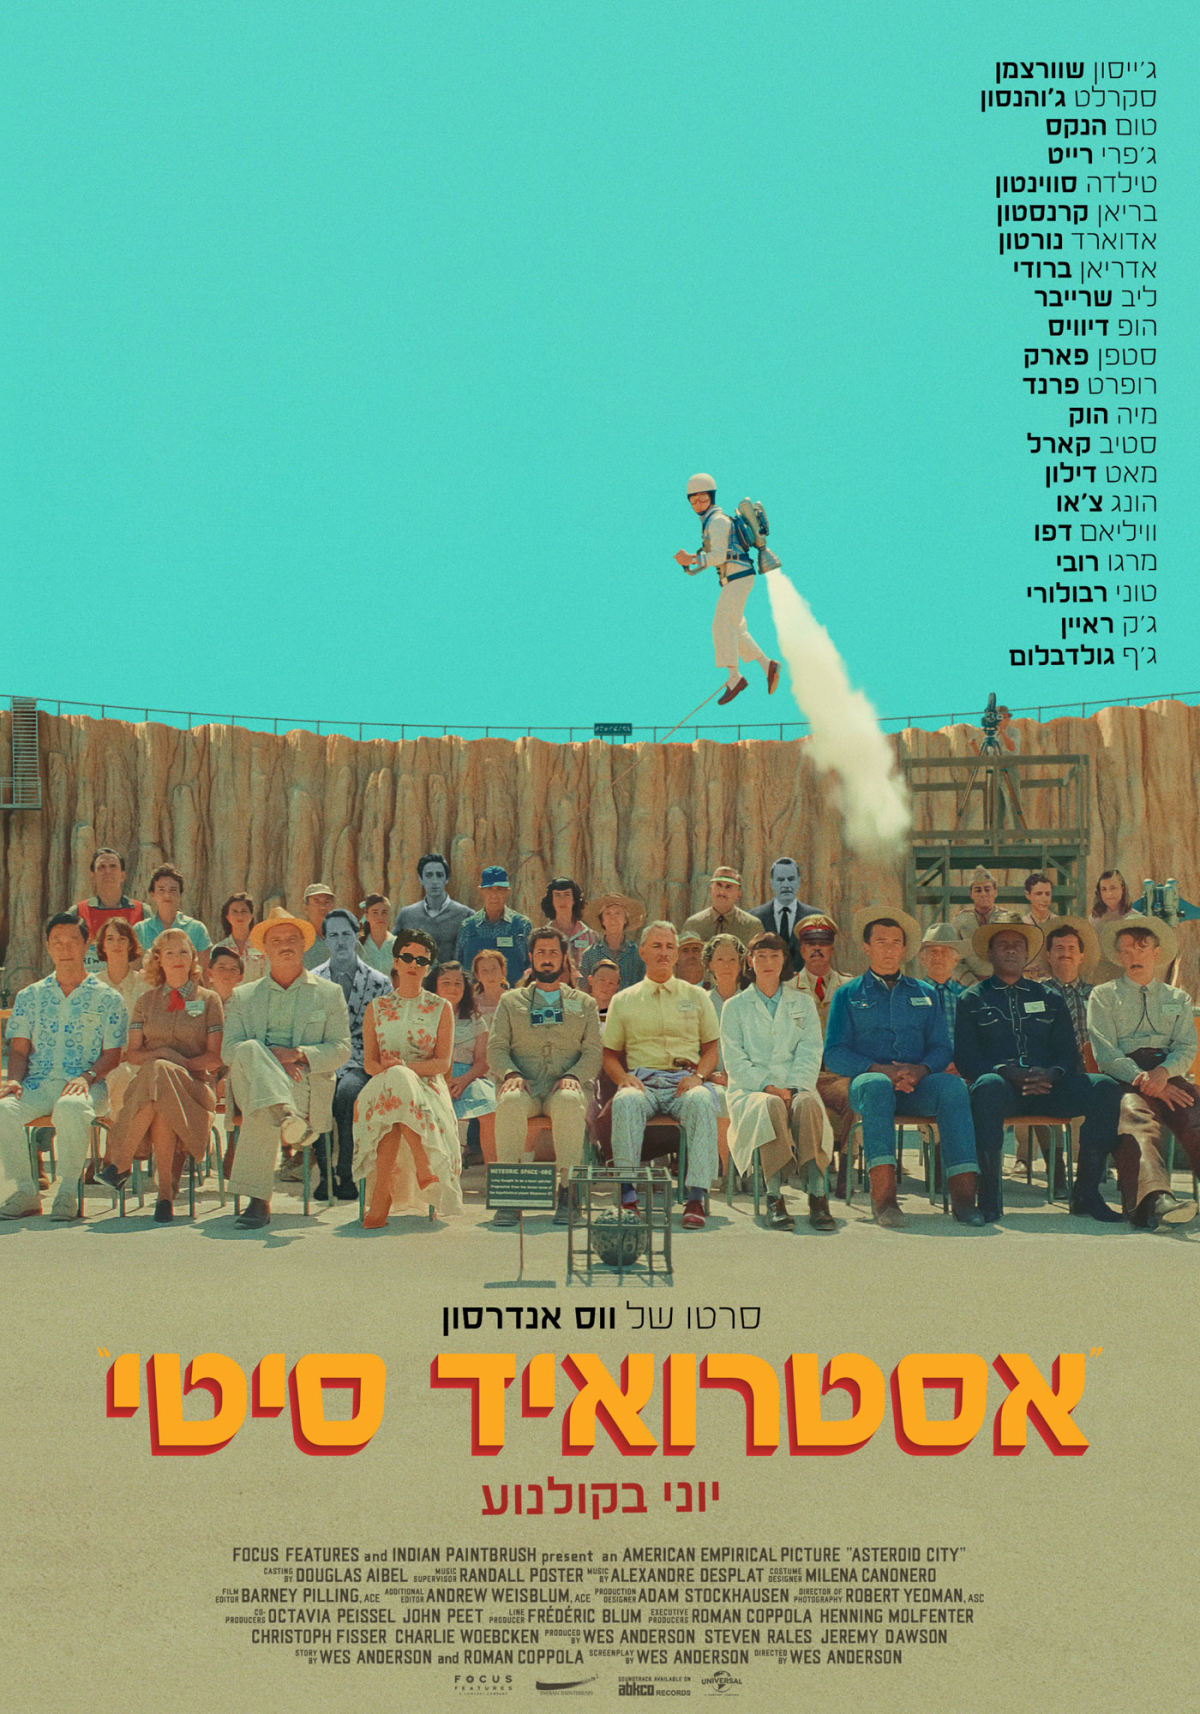 ג'ייסון שוורצמן
סקרלט ג'והנסון
טום הנקס
ג'פרי רייט
טילדה סווינטון
בריאן קרנסטון
אדוארד נורטון
אדריאן ברודי
ליב שרייבר
הופ דיוויס
סטפן פארק
רופרט פרנד
מיה הוק
סטיב קארל
מאט דילון
הונג צ'או
וויליאם דפו
מרגו רובי
טוני רבולורי
ג'ק ראיין
ג'ף גולדבלום
METEORIC SPACE-ORE
סרטו של ווס אנדרסון
"אסטרואיד סיטי"
יוני בקולנוע
FOCUS FEATURES and INDIAN PAINTBRUSH present an AMERICAN EMPIRICAL PICTURE "ASTEROID CITY"
CASTING BY DOUGLAS AIBEL MUSIC SUPERVISOR RANDALL POSTER MUSIC BY ALEXANDRE DESPLAT COSTUME DESIGNER MILENA CANONERO
FILM EDITOR BARNEY PILLING, ACE ADDITIONAL EDITOR ANDREW WEISBLUM, ACE PRODUCTION DESIGNER ADAM STOCKHAUSEN DIRECTOR OF PHOTOGRAPHY ROBERT YEOMAN, ASC
CO-PRODUCERS OCTAVIA PEISSEL JOHN PEET LINE PRODUCER FRÉDÉRIC BLUM EXECUTIVE PRODUCERS ROMAN COPPOLA HENNING MOLFENTER
CHRISTOPH FISSER CHARLIE WOEBCKEN PRODUCED BY WES ANDERSON STEVEN RALES JEREMY DAWSON
STORY BY WES ANDERSON and ROMAN COPPOLA SCREENPLAY BY WES ANDERSON DIRECTED BY WES ANDERSON
FOCUS FEATURES
INDIAN PAINTBRUSH
SOUNDTRACK AVAILABLE ON abkco RECORDS
UNIVERSAL